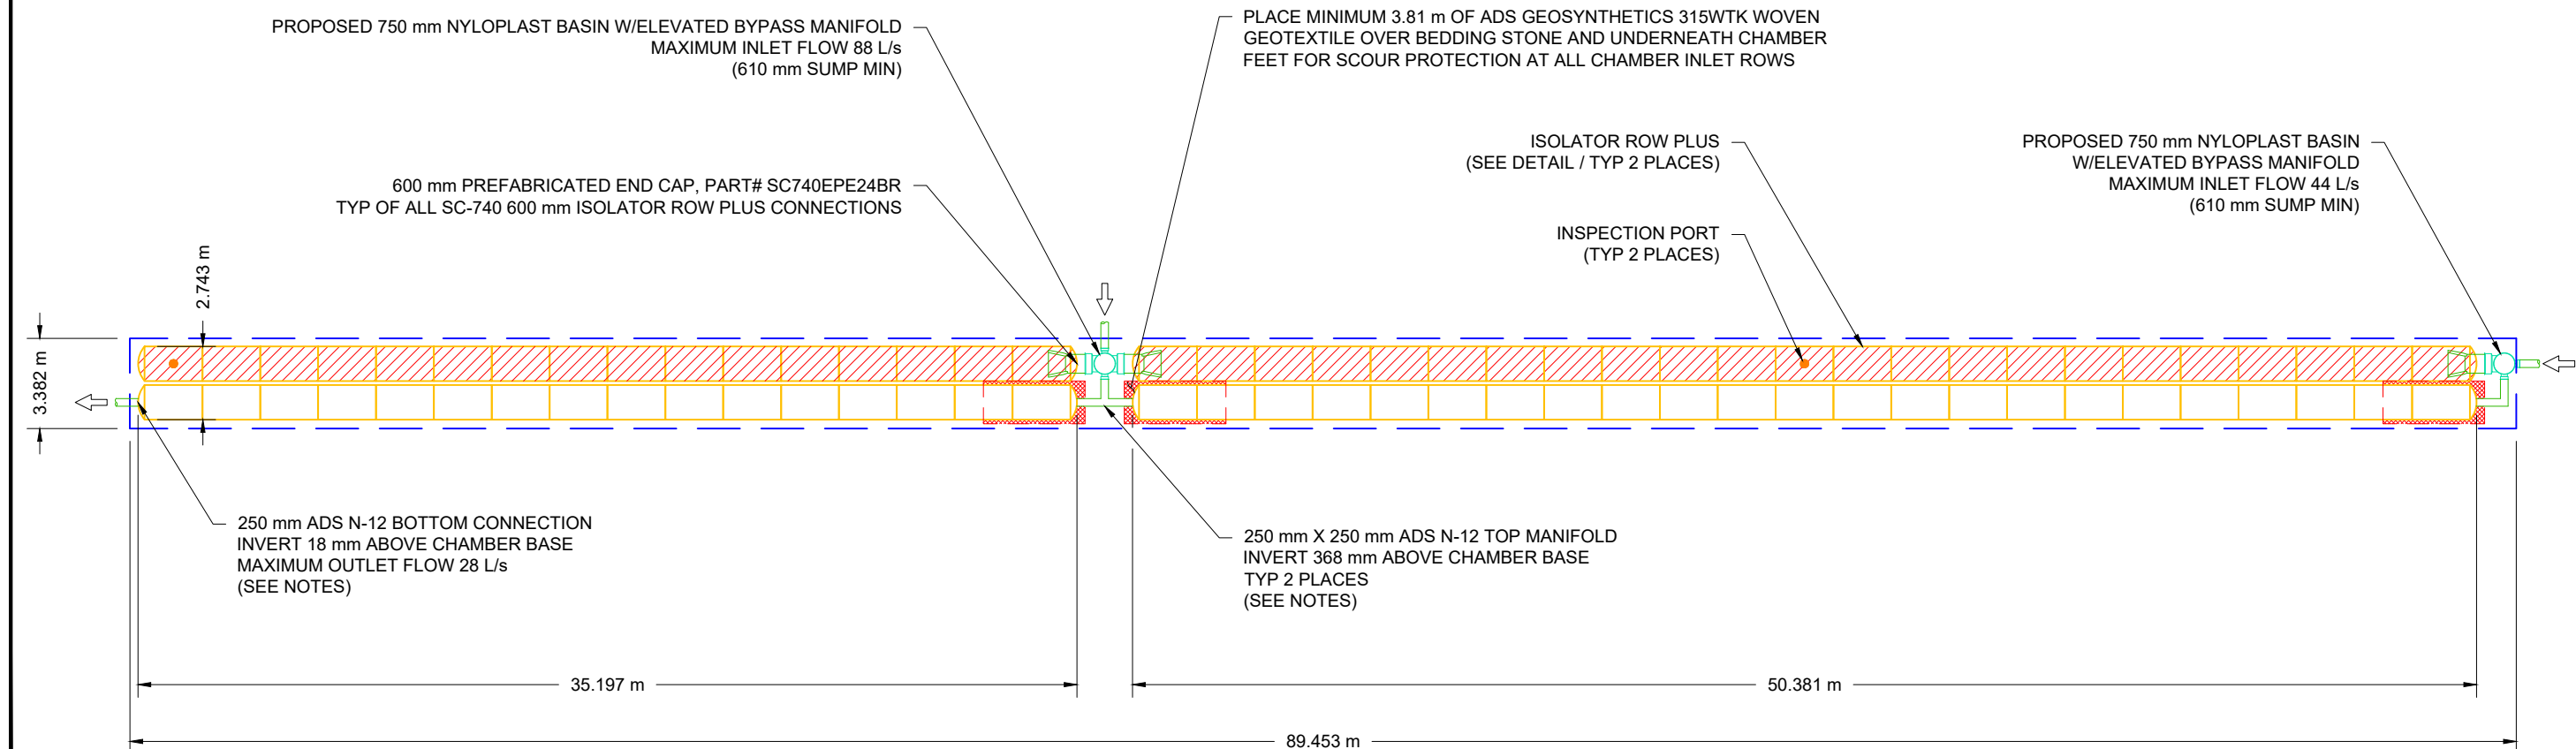 PROPOSED 750 mm NYLOPLAST BASIN W/ELEVATED BYPASS MANIFOLD
MAXIMUM INLET FLOW 88 L/s
(610 mm SUMP MIN)
PLACE MINIMUM 3.81 m OF ADS GEOSYNTHETICS 315WTK WOVEN
GEOTEXTILE OVER BEDDING STONE AND UNDERNEATH CHAMBER
FEET FOR SCOUR PROTECTION AT ALL CHAMBER INLET ROWS
600 mm PREFABRICATED END CAP, PART# SC740EPE24BR
TYP OF ALL SC-740 600 mm ISOLATOR ROW PLUS CONNECTIONS
ISOLATOR ROW PLUS
(SEE DETAIL / TYP 2 PLACES)
INSPECTION PORT
(TYP 2 PLACES)
PROPOSED 750 mm NYLOPLAST BASIN
W/ELEVATED BYPASS MANIFOLD
MAXIMUM INLET FLOW 44 L/s
(610 mm SUMP MIN)
2.743 m
3.382 m
250 mm ADS N-12 BOTTOM CONNECTION
INVERT 18 mm ABOVE CHAMBER BASE
MAXIMUM OUTLET FLOW 28 L/s
(SEE NOTES)
250 mm X 250 mm ADS N-12 TOP MANIFOLD
INVERT 368 mm ABOVE CHAMBER BASE
TYP 2 PLACES
(SEE NOTES)
35.197 m
50.381 m
89.453 m